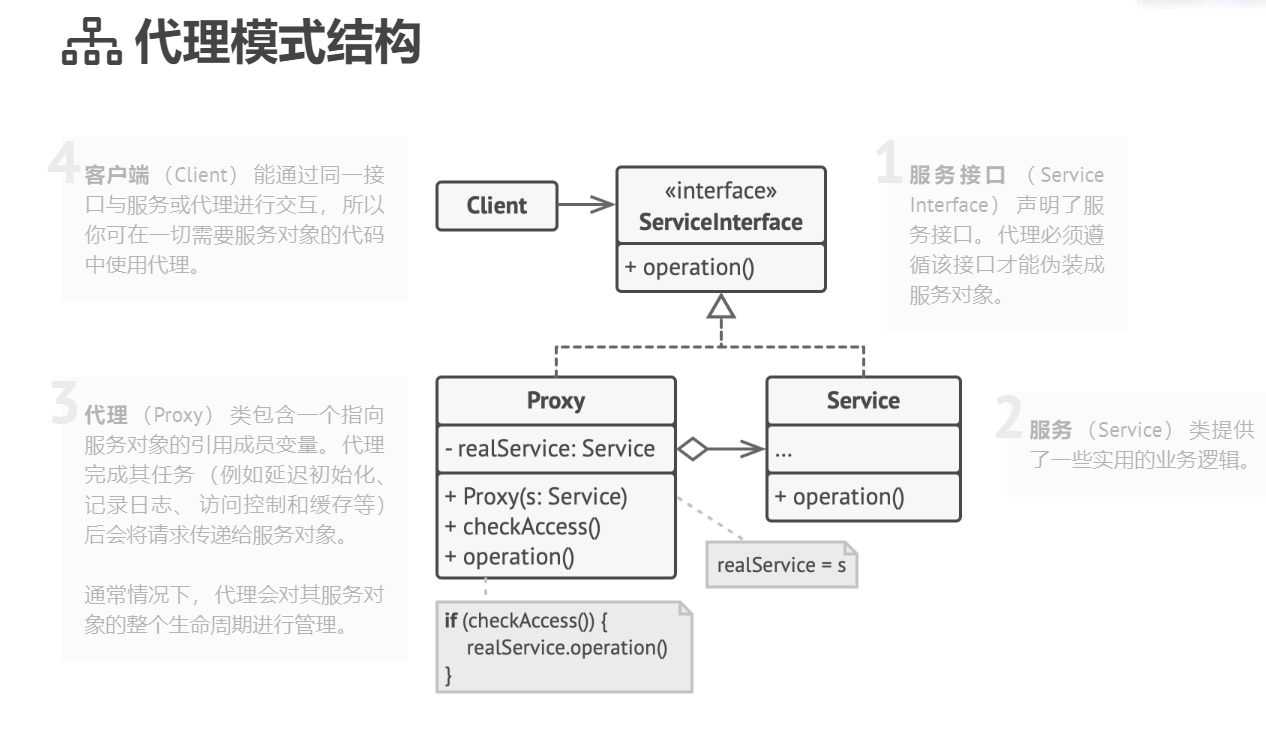 代理模式结构
1
服务接口 （Service
Interface） 声明了服
务接口。 代理必须遵
循该接口才能伪装成
服务对象。
2
服务 （Service） 类提供
了一些实用的业务逻辑。
3
代理 （Proxy） 类包含一个指向
服务对象的引用成员变量。 代理
完成其任务 （例如延迟初始化、
记录日志、 访问控制和缓存等）
后会将请求传递给服务对象。
通常情况下， 代理会对其服务对
象的整个生命周期进行管理。
4
客户端 （Client） 能通过同一接
口与服务或代理进行交互， 所以
你可在一切需要服务对象的代码
中使用代理。
Client
«interface»
ServiceInterface
+ operation()
Proxy
- realService: Service
+ Proxy(s: Service)
+ checkAccess()
+ operation()
Service
...
+ operation()
realService = s
if (checkAccess()) {
realService.operation()
}